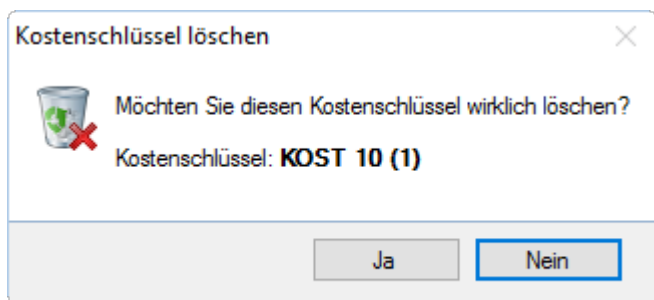 Kostenschlüssel löschen
Möchten Sie diesen Kostenschlüssel wirklich löschen?
Kostenschlüssel: KOST 10 (1)
Ja
Nein